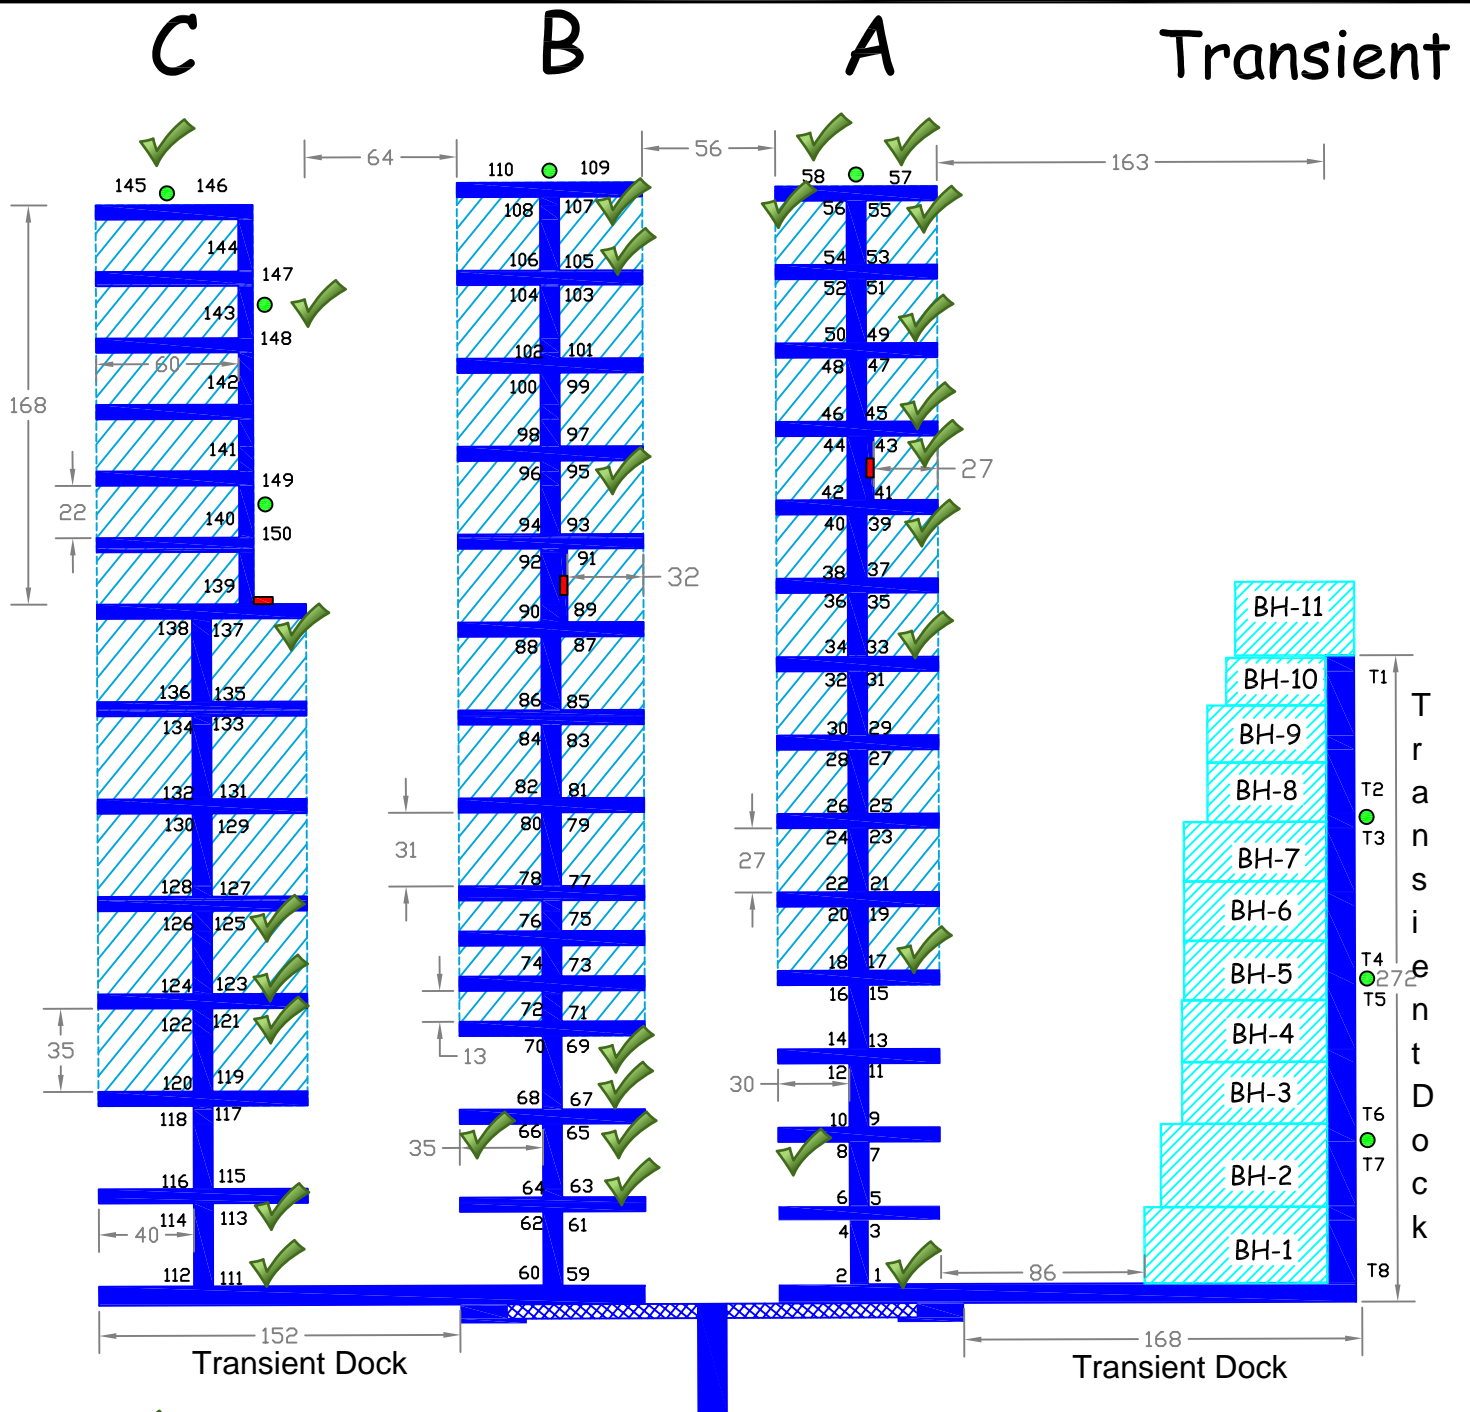 C B A Transient
64 56 163
145 146 110 109 58 57
108 107 56 55
144
106 105 54 53
147
104 103 52 51
143
148
102 101 50 49
60
142 100 99 48 47
168
46 45
98 97 44 43
141
149 96 95 27
42 41
22 140 94 93 40 39
150
92 91 38 37
32
139 90 89 36 35 BH-11
138 137 88 87 34 33
136 135 86 85 32 31 BH-10 T1
134 133 84 83 30 29 BH-9
28 27
132 131 82 81 26 25 BH-8 T2
130 129 80 79 24 23 T3
31 27 BH-7
128 127 78 77 22 21
126 125 76 75 20 19 BH-6
124 123 74 73 18 17 BH-5 T4
272
122 121 72 71 16 15 T5
35 13 70 69 14 13 BH-4
120 119 68 67 30 12 11 BH-3
118 117 66 65 10 9 T6
35 8 7
116 115 64 63 6 5 BH-2 T7
40 114 113 62 61 4 3 BH-1
112 111 60 59 2 1 86 T8
Transient Dock
152 168
Transient Dock Transient Dock